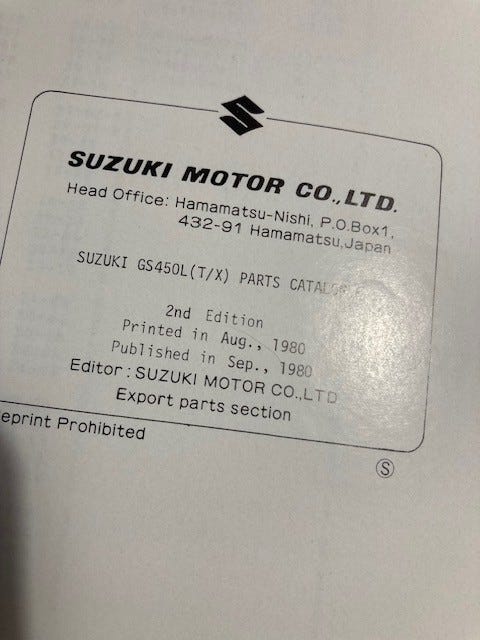 SUZUKI MOTOR CO.,LTD.
Head Office: Hamamatsu-Nishi, P.O.Box1,
432-91 Hamamatsu,Japan
SUZUKI GS450L(T/X) PARTS
2nd Edition
Printed in Aug., 1980
Published in Sep., 1980
Editor : SUZUKI MOTOR CO.,LTD
Export parts section
eprint Prohibited
Ⓢ